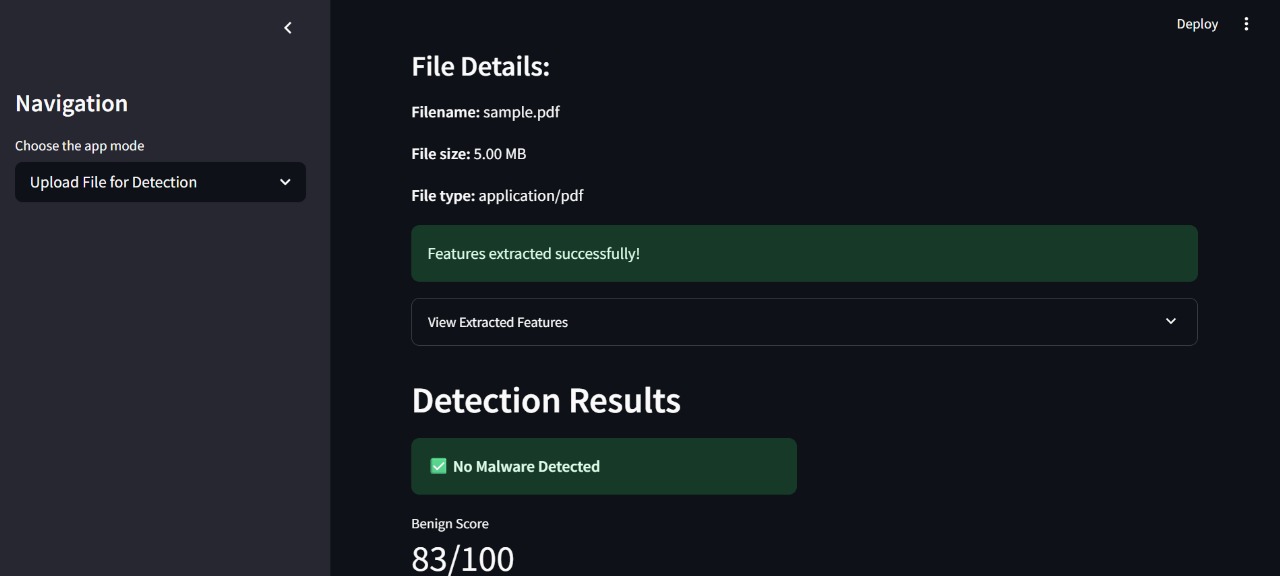 Deploy
Navigation
Choose the app mode
Upload File for Detection
File Details:
Filename: sample.pdf
File size: 5.00 MB
File type: application/pdf
Features extracted successfully!
View Extracted Features
Detection Results
✅ No Malware Detected
Benign Score
83/100